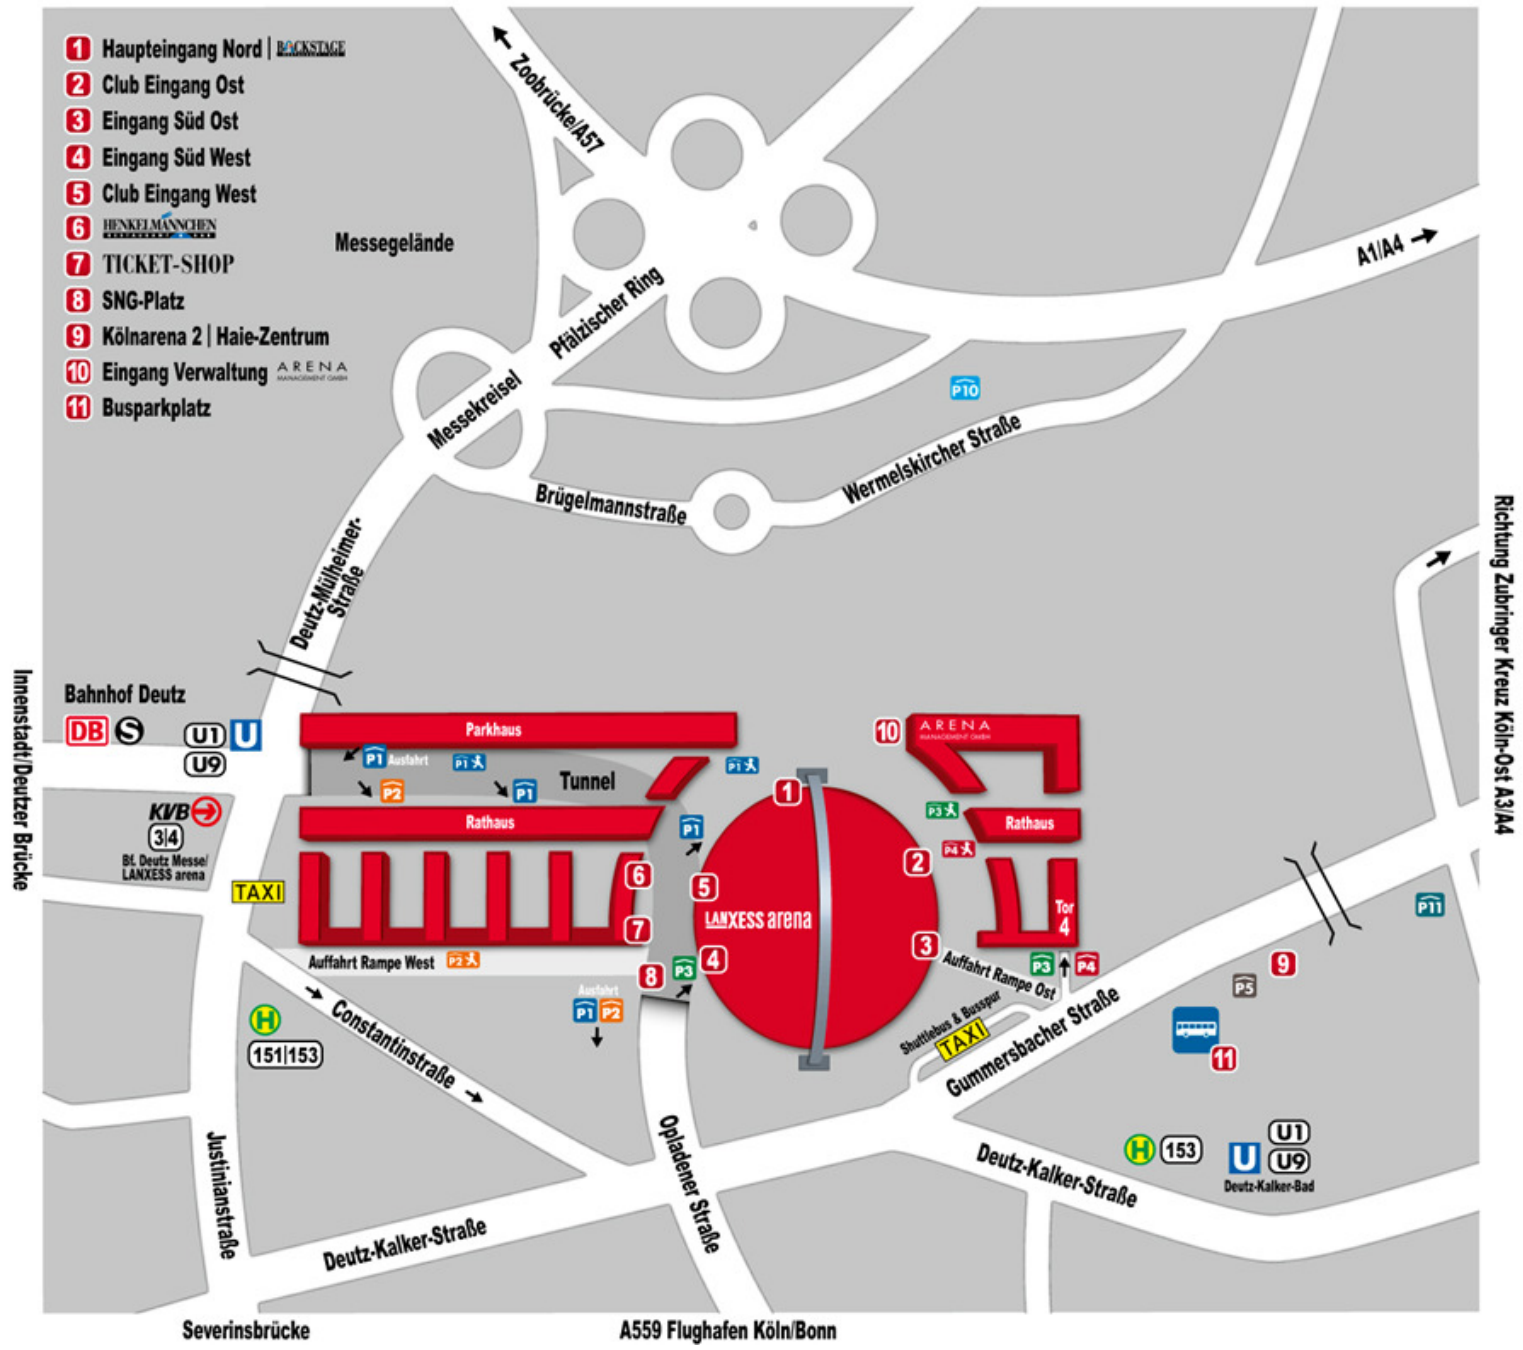 1 Haupteingang Nord | BACKSTAGE
2 Club Eingang Ost
3 Eingang Süd Ost
4 Eingang Süd West
5 Club Eingang West
6 HENKELMÄNNCHEN
7 TICKET-SHOP
8 SNG-Platz
9 Kölnarena 2 | Haie-Zentrum
10 Eingang Verwaltung ARENA
MANAGEMENT GMBH
11 Busparkplatz
Zoobrücke/A57
Messegelände
A1/A4
Pfälzischer Ring
Messekreisel
P10
Wermelskircher Straße
Brügelmannstraße
Deutz-Mülheimer-
Straße
Richtung Zubringer Kreuz Köln-Ost A3/A4
Innenstadt/Deutzer Brücke
Bahnhof Deutz
DB S U1 U
U9
KVB
3|4
Bf. Deutz Messe/
LANXESS arena
TAXI
Parkhaus
P1 Ausfahrt
P1
Tunnel
P1
P2
P1
Rathaus
P1
10 ARENA
MANAGEMENT GMBH
1
P3
Rathaus
P4
2
6
5
7
LANXESS arena
3
4
8
P3
Tor
4
P11
Auffahrt Rampe West P2
Auffahrt Rampe Ost
P3
P4
9
P5
Ausfahrt
P1 P2
Shuttlebus & Busspur
TAXI
Gummersbacher Straße
11
H
151|153
Constantinstraße
Justinianstraße
Opladener Straße
Deutz-Kalker-Straße
Deutz-Kalker-Straße
H 153
U U1
U9
Deutz-Kalker-Bad
Severinsbrücke
A559 Flughafen Köln/Bonn